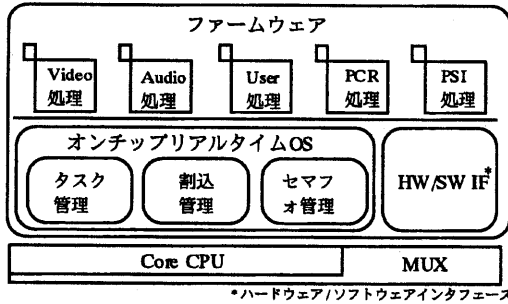 ファームウェア
Video
処理
Audio
処理
User
処理
PCR
処理
PSI
処理
オンチップリアルタイムOS
タスク
管理
割込
管理
セマフ
ォ管理
HW/SW IF*
Core CPU
MUX
*ハードウェア/ソフトウェアインタフェース